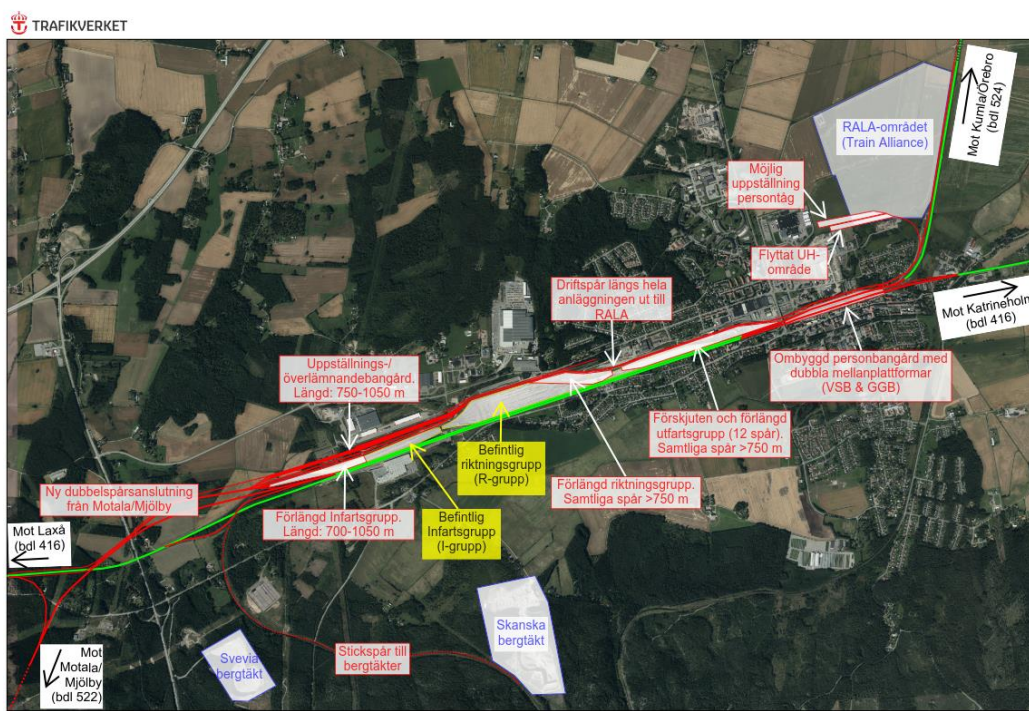 TRAFIKVERKET
Mot Kumla/Örebro
(bdl 524)
RALA-området
(Train Alliance)
Möjlig
uppställning
persontåg
Flyttat UH-
område
Driftspår längs hela
anläggningen ut till
RALA
Mot Katrineholm
(bdl 416)
Uppställnings-/
överlämnandebangård.
Längd: 750-1050 m
Ombyggd personbangård med
dubbla mellanplattformar
(VSB & GGB)
Förskjuten och förlängd
utfartsgrupp (12 spår).
Samtliga spår >750 m
Befintlig
riktningsgrupp
(R-grupp)
Förlängd riktningsgrupp.
Samtliga spår >750 m
Ny dubbelspårsanslutning
från Motala/Mjölby
Förlängd Infartsgrupp.
Längd: 700-1050 m
Befintlig
Infartsgrupp
(I-grupp)
Mot Laxå
(bdl 416)
Skanska
bergtäkt
Stickspår till
bergtäkter
Svevia
bergtäkt
Mot
Motala/
Mjölby
(bdl 522)